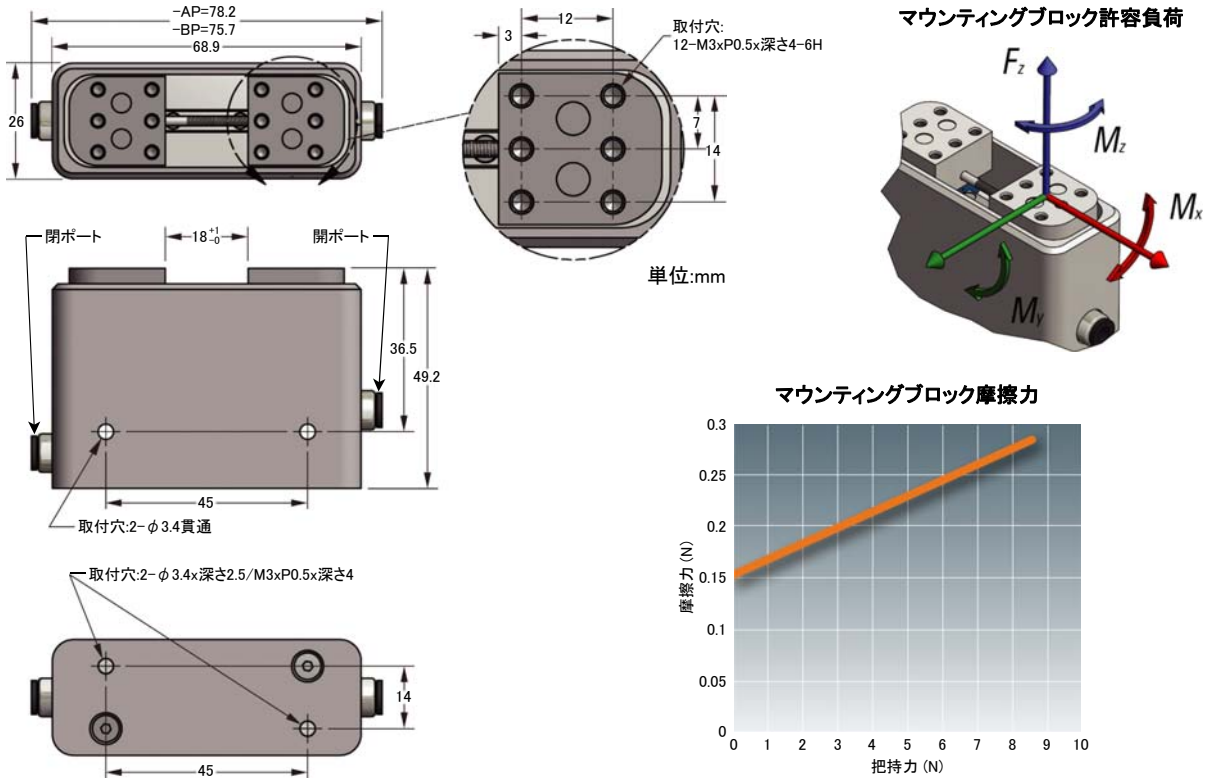 -AP=78.2
-BP=75.7
68.9
26
12
3
取付穴:
12-M3xP0.5x深さ4-6H
7
14
単位:mm
マウンティングブロック許容負荷
Fz
Mz
Mx
My
閉ポート
18 +1 -0
開ポート
36.5
49.2
45
取付穴:2-φ3.4貫通
取付穴:2-φ3.4x深さ2.5/M3xP0.5x深さ4
14
45
マウンティングブロック摩擦力
0.3
0.25
0.2
0.15
0.1
0.05
0
摩擦力 (N)
0 1 2 3 4 5 6 7 8 9 10
把持力 (N)